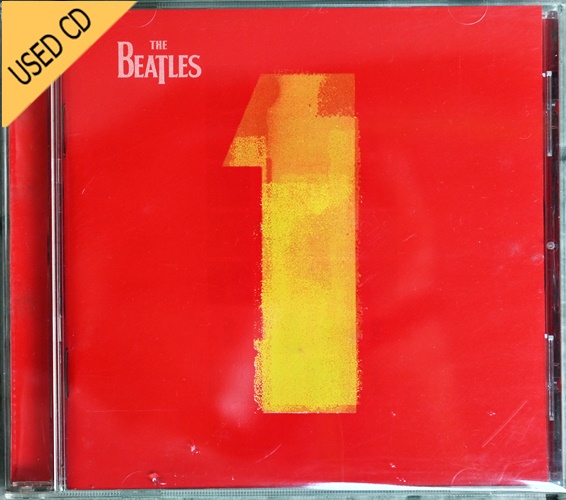 USED CD
THE
BEATLES
1